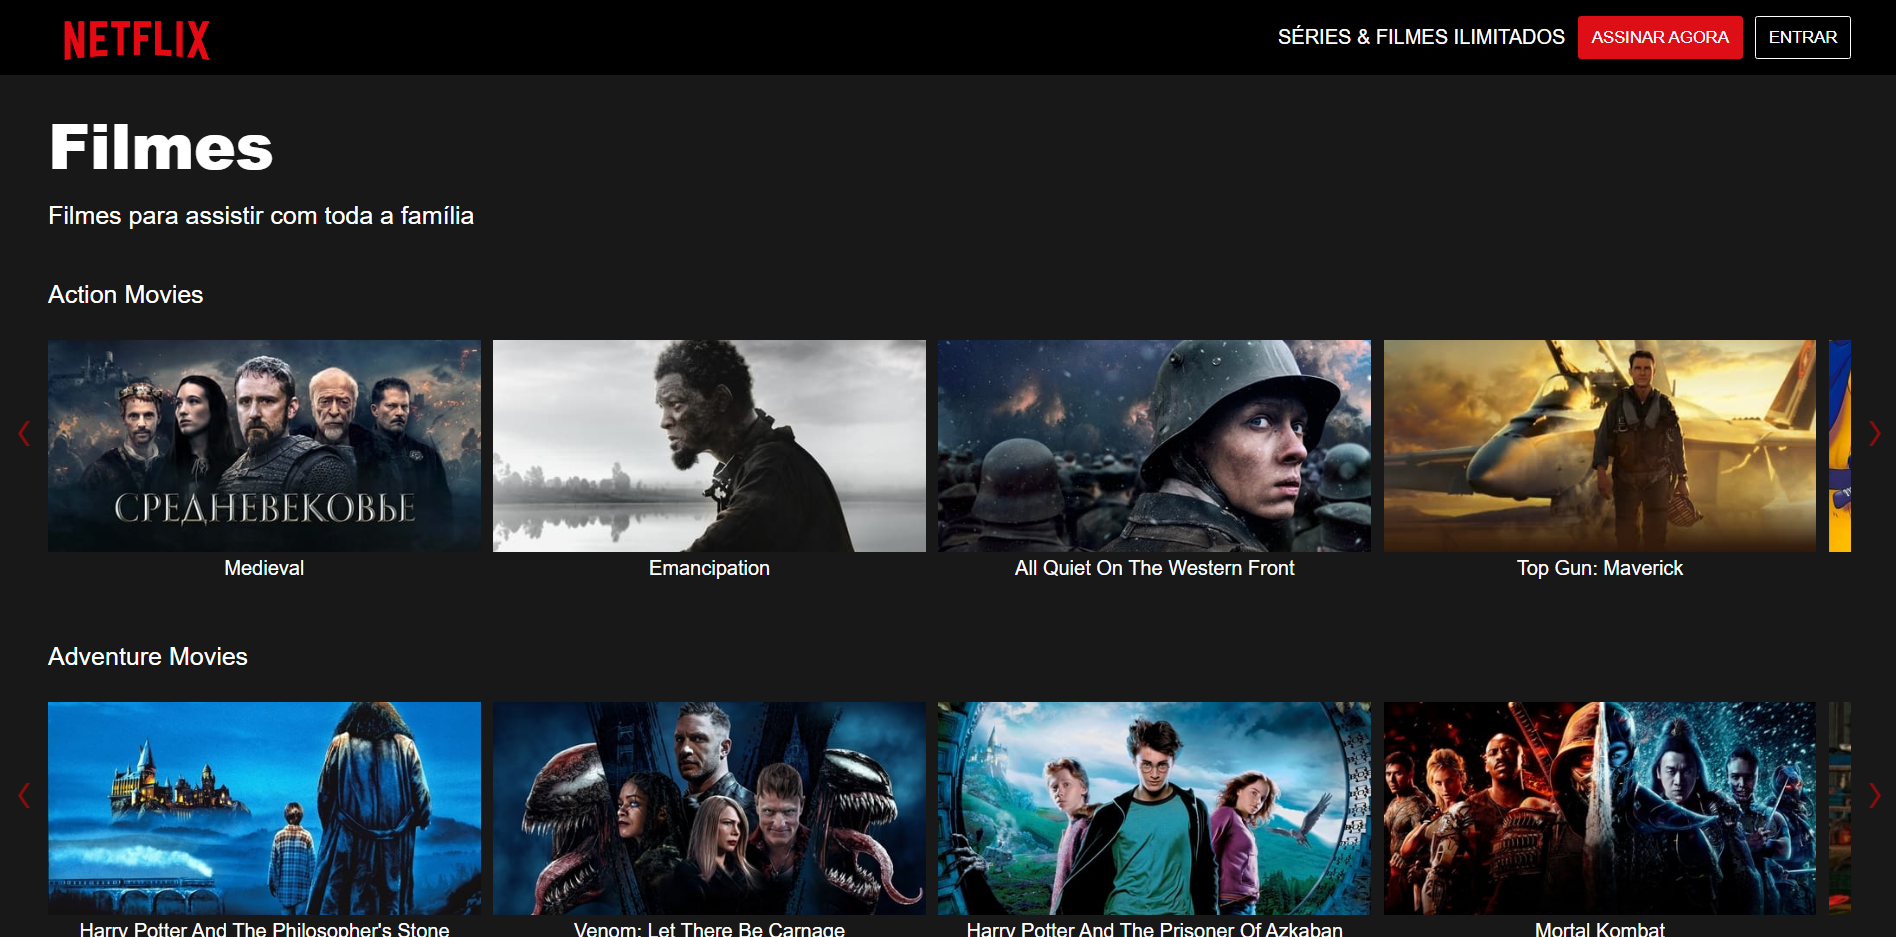 NETFLIX
SÉRIES & FILMES ILIMITADOS
ASSINAR AGORA
ENTRAR
Filmes
Filmes para assistir com toda a família
Action Movies
СРЕДНЕВЕКОВЬЕ
Medieval
Emancipation
All Quiet On The Western Front
Top Gun: Maverick
Adventure Movies
Harry Potter And The Philosopher's Stone
Venom: Let There Be Carnage
Harry Potter And The Prisoner Of Azkaban
Mortal Kombat